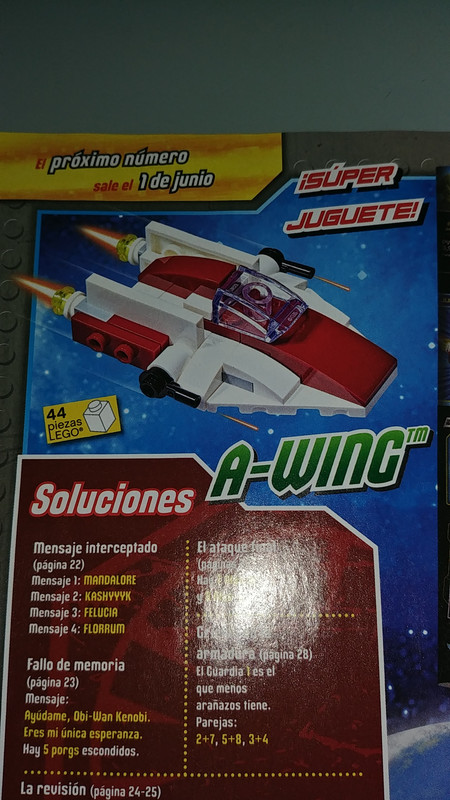 El próximo número
sale el 1 de junio
¡SÚPER
JUGUETE!
44
piezas
LEGO®
A-WING™
Soluciones
Mensaje interceptado
(página 22)
Mensaje 1: MANDALORE
Mensaje 2: KASHYYYK
Mensaje 3: FELUCIA
Mensaje 4: FLORRUM
Fallo de memoria
(página 23)
Mensaje:
Ayúdame, Obi-Wan Kenobi.
Eres mi única esperanza.
Hay 5 porgs escondidos.
El ataque
Hay
y
armadura (página 28)
El Guardia 1 es el
que menos
arañazos tiene.
Parejas:
2+7, 5+8, 3+4
La revisión (página 24-25)